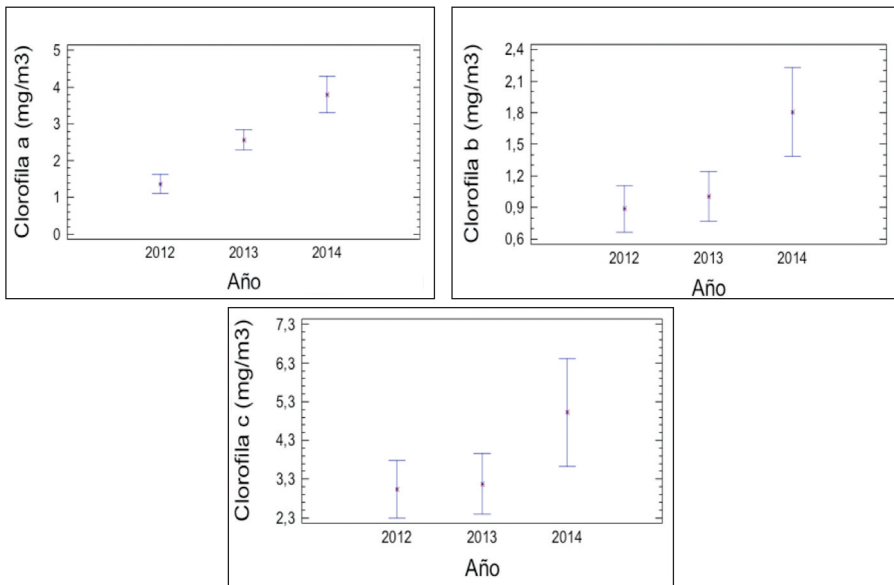 Clorofila a (mg/m3)
5
4
3
2
1
0
2012 2013 2014
Año
Clorofila b (mg/m3)
2,4
2,1
1,8
1,5
1,2
0,9
0,6
2012 2013 2014
Año
Clorofila c (mg/m3)
7,3
6,3
5,3
4,3
3,3
2,3
2012 2013 2014
Año